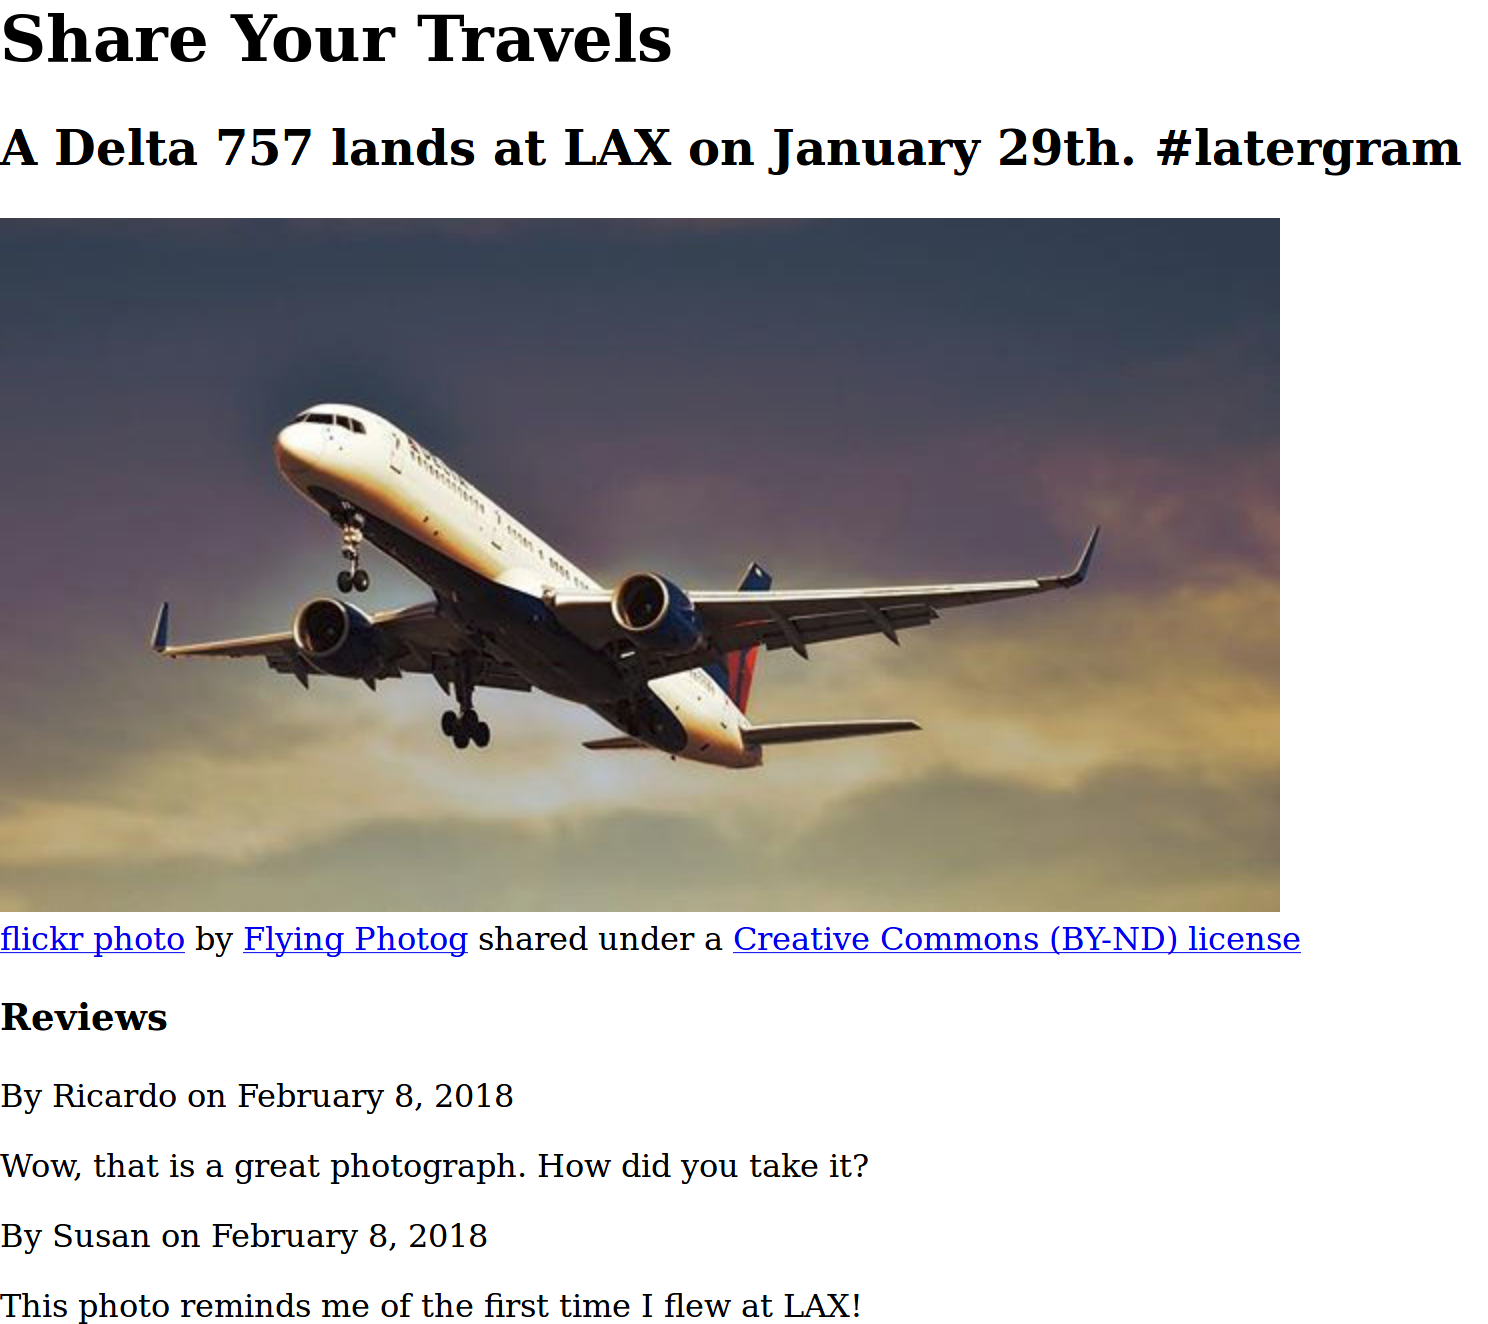 Share Your Travels
A Delta 757 lands at LAX on January 29th. #latergram
flickr photo by Flying Photog shared under a Creative Commons (BY-ND) license
Reviews
By Ricardo on February 8, 2018
Wow, that is a great photograph. How did you take it?
By Susan on February 8, 2018
This photo reminds me of the first time I flew at LAX!